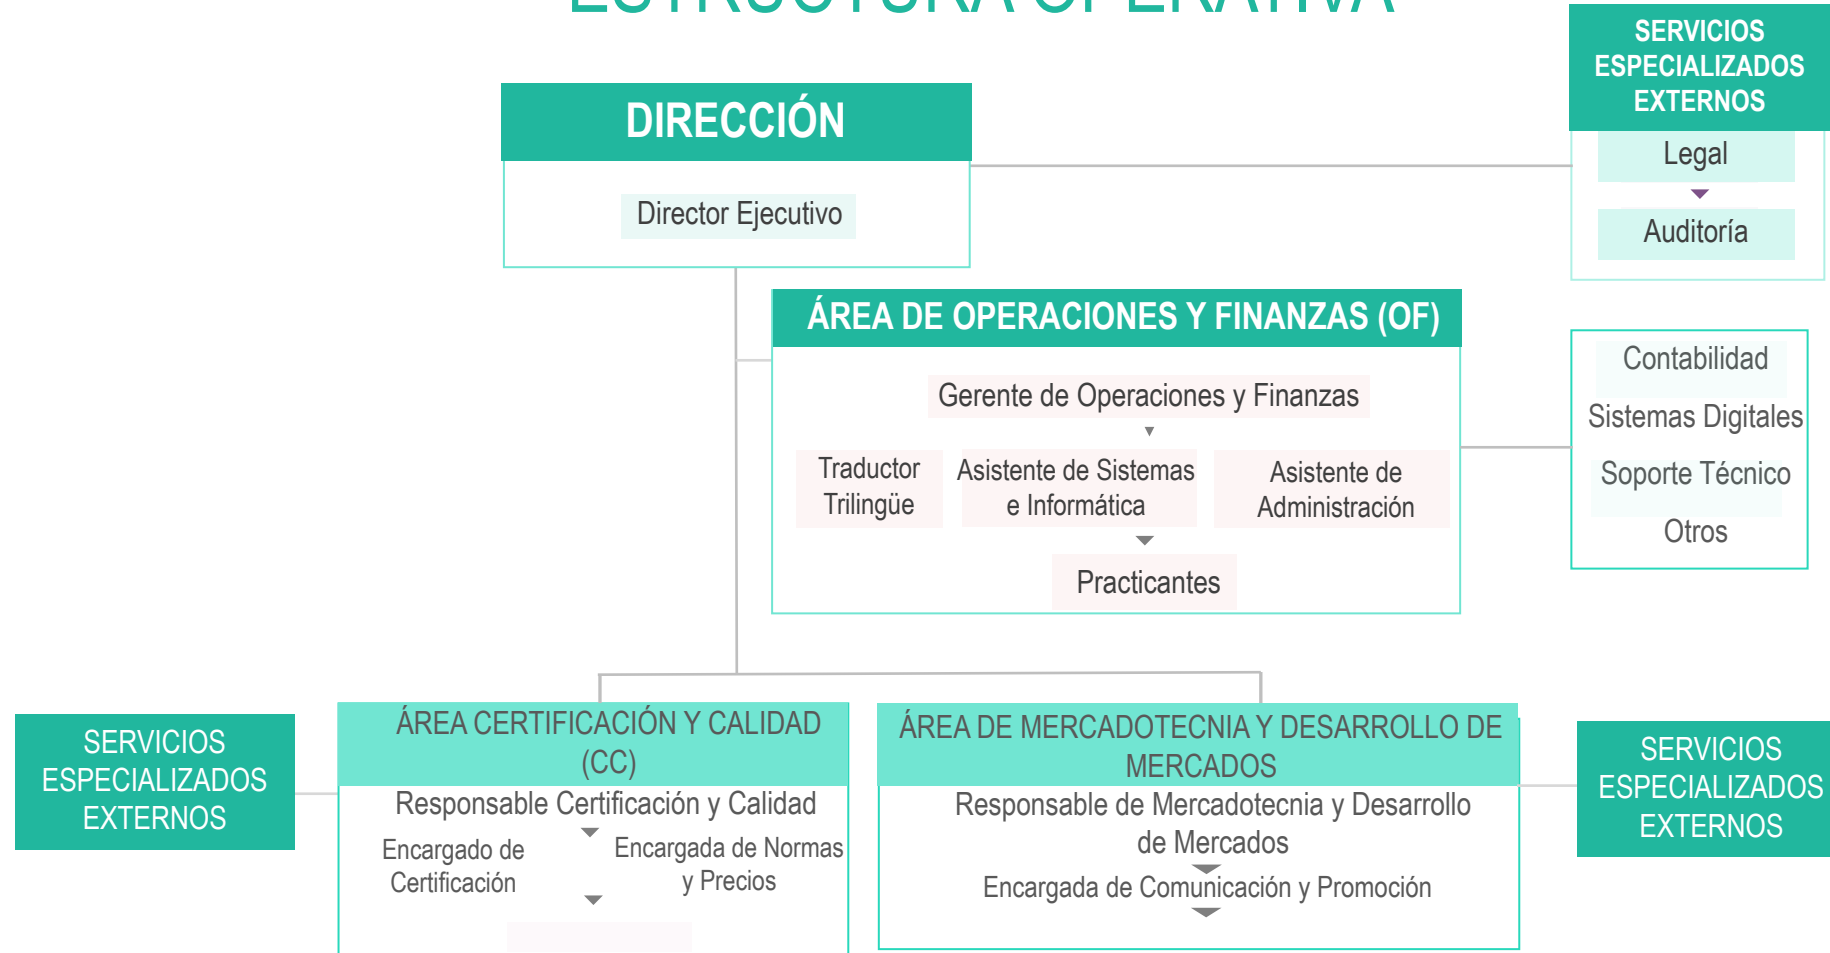 ESTRUCTURA OPERATIVA
SERVICIOS
ESPECIALIZADOS
EXTERNOS
Legal
Auditoría
DIRECCIÓN
Director Ejecutivo
ÁREA DE OPERACIONES Y FINANZAS (OF)
Gerente de Operaciones y Finanzas
Traductor
Trilingüe
Asistente de Sistemas
e Informática
Asistente de
Administración
Practicantes
Contabilidad
Sistemas Digitales
Soporte Técnico
Otros
SERVICIOS
ESPECIALIZADOS
EXTERNOS
ÁREA CERTIFICACIÓN Y CALIDAD
(CC)
Responsable Certificación y Calidad
Encargado de
Certificación
Encargada de Normas
y Precios
ÁREA DE MERCADOTECNIA Y DESARROLLO DE
MERCADOS
Responsable de Mercadotecnia y Desarrollo
de Mercados
Encargada de Comunicación y Promoción
SERVICIOS
ESPECIALIZADOS
EXTERNOS